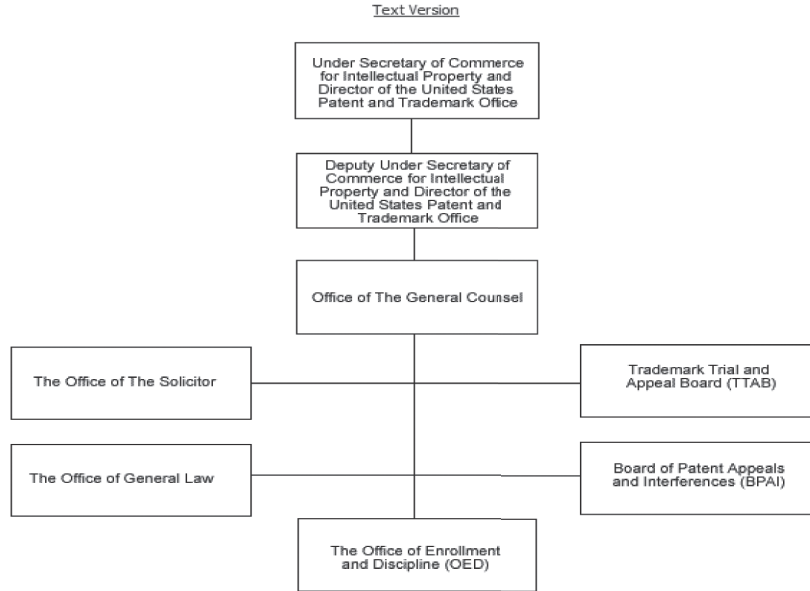 Text Version
Under Secretary of Commerce
for Intellectual Property and
Director of the United States
Patent and Trademark Office
Deputy Under Secretary of
Commerce for Intellectual
Property and Director of the
United States Patent and
Trademark Office
Office of The General Counsel
The Office of The Solicitor
Trademark Trial and
Appeal Board (TTAB)
The Office of General Law
Board of Patent Appeals
and Interferences (BPAI)
The Office of Enrollment
and Discipline (OED)